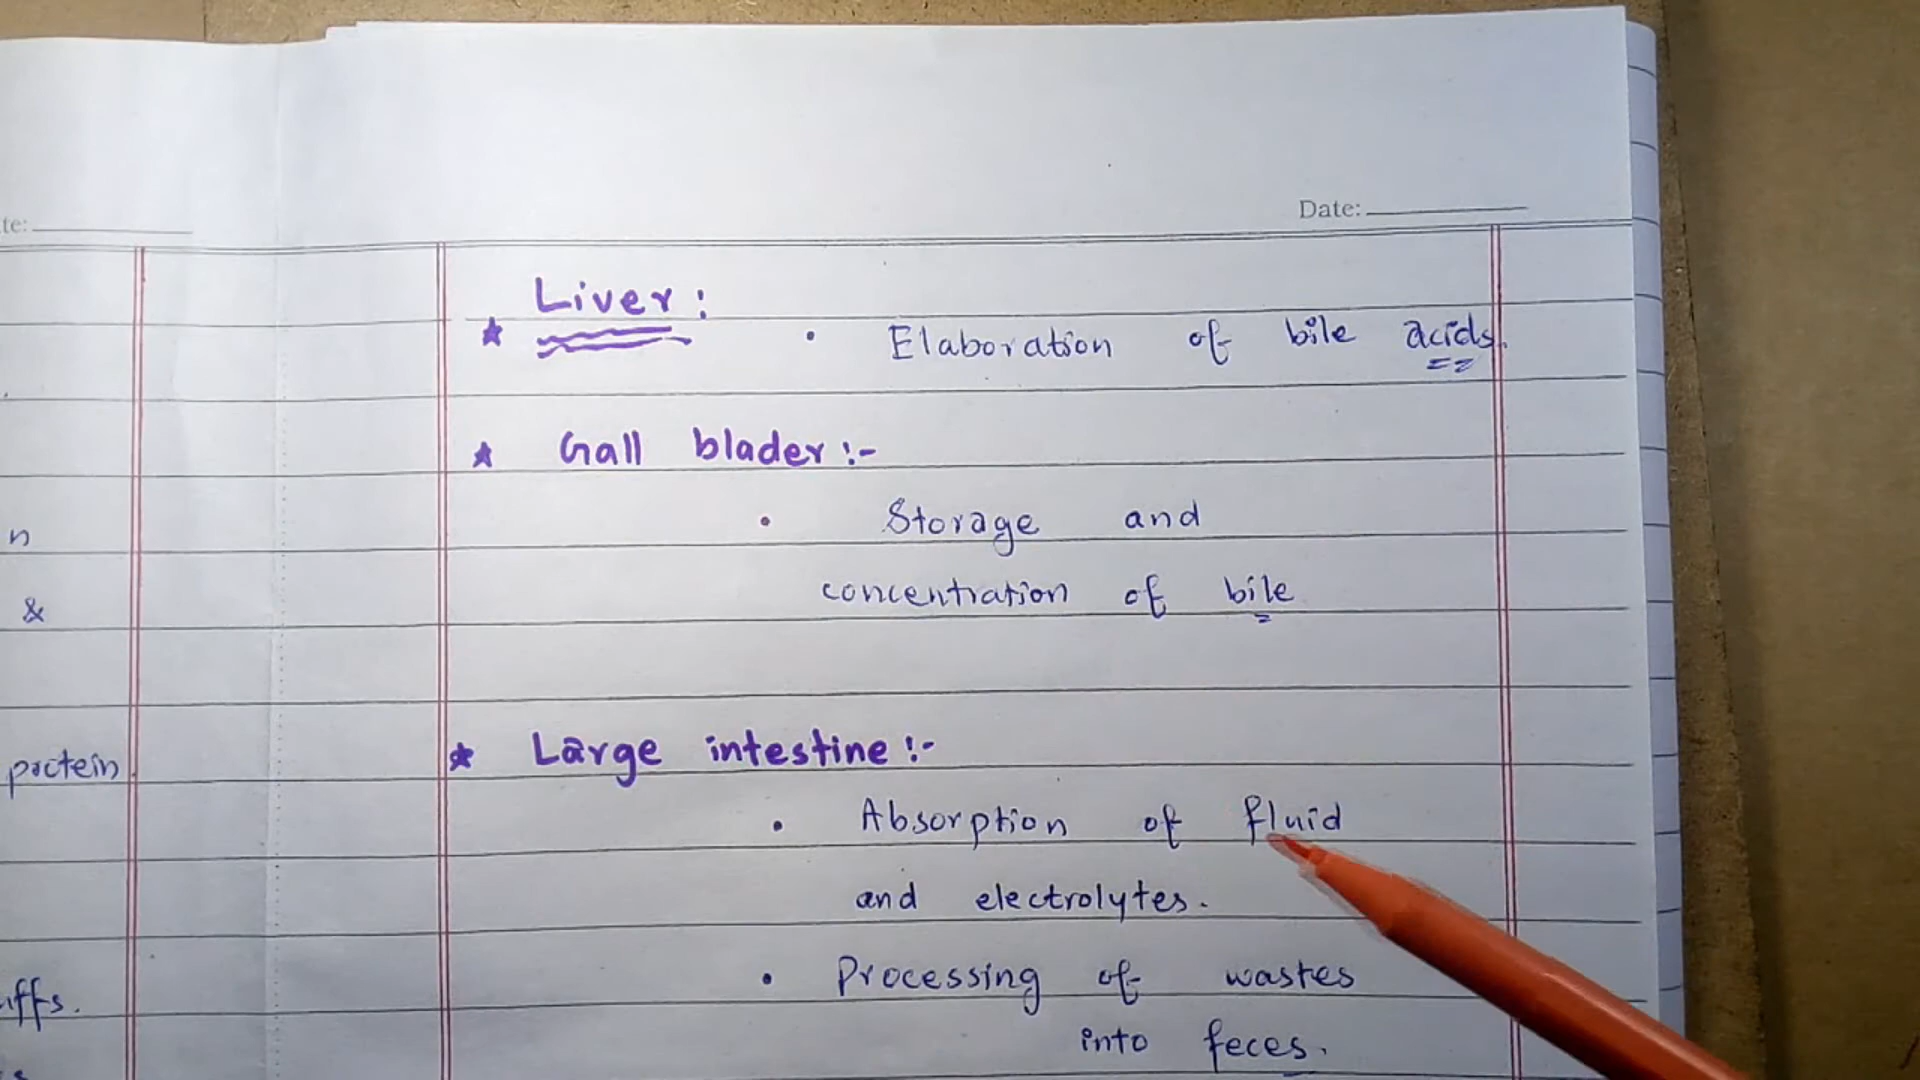 te:
n
&
protein
Date:
★ Liver: • Elaboration of bile acids.
★ Gall blader:-
• Storage and
concentration of bile
★ Large intestine:-
• Absorption of fluid
and electrolytes.
• Processing of wastes
into feces.